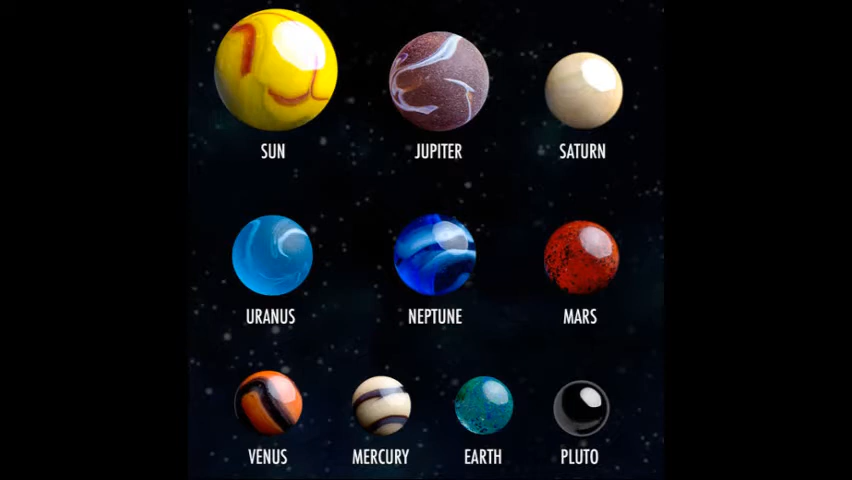 SUN
JUPITER
SATURN
URANUS
NEPTUNE
MARS
VENUS
MERCURY
EARTH
PLUTO